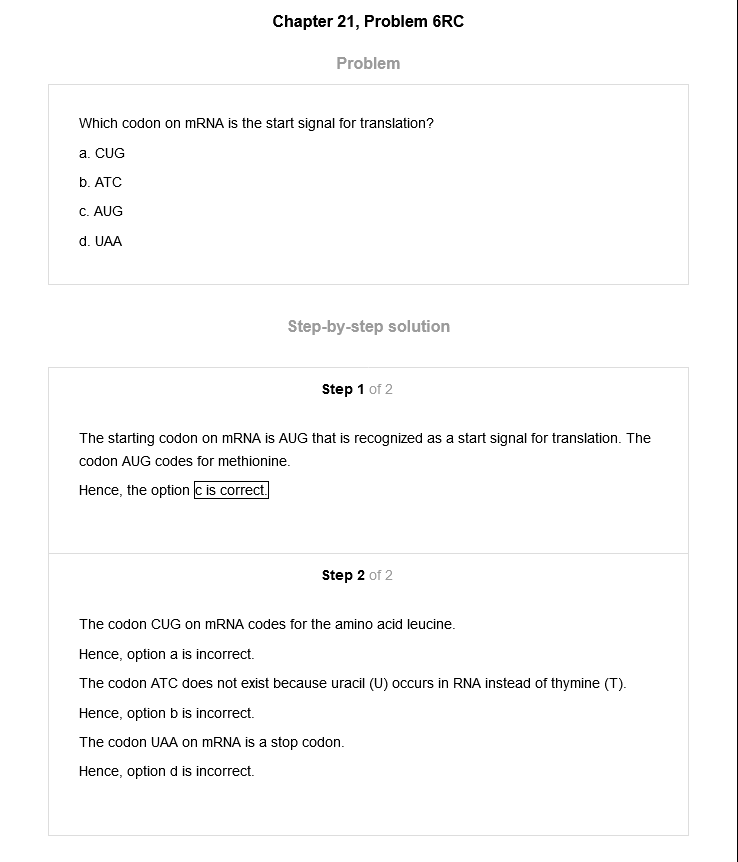 Chapter 21, Problem 6RC
Problem
Which codon on mRNA is the start signal for translation?
a. CUG
b. ATC
c. AUG
d. UAA
Step-by-step solution
Step 1 of 2
The starting codon on mRNA is AUG that is recognized as a start signal for translation. The
codon AUG codes for methionine.
Hence, the option c is correct.
Step 2 of 2
The codon CUG on mRNA codes for the amino acid leucine.
Hence, option a is incorrect.
The codon ATC does not exist because uracil (U) occurs in RNA instead of thymine (T).
Hence, option b is incorrect.
The codon UAA on mRNA is a stop codon.
Hence, option d is incorrect.